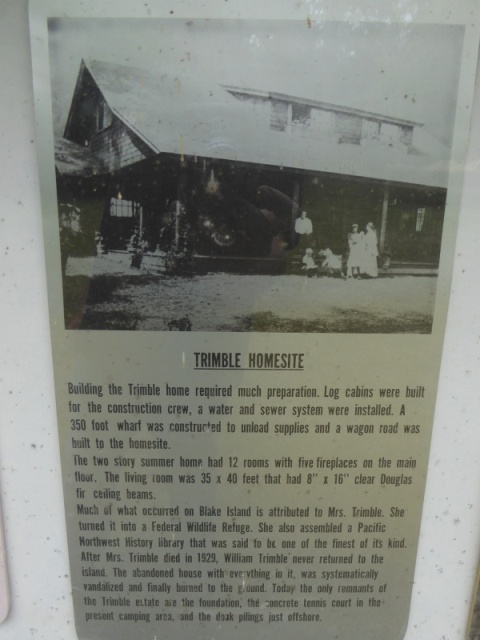 TRIMBLE HOMESITE
Building the Trimble home required much preparation. Log cabins were built
for the construction crew, a water and sewer system were installed. A
350 foot wharf was constructed to unload supplies and a wagon road was
built to the homesite.
The two story summer home had 12 rooms with five fireplaces on the main
floor. The living room was 35 x 40 feet that had 8" x 16" clear Douglas
fir ceiling beams.
Much of what occurred on Blake Island is attributed to Mrs. Trimble. She
turned it into a Federal Wildlife Refuge. She also assembled a Pacific
Northwest History library that was said to be one of the finest of its kind.
After Mrs. Trimble died in 1929, William Trimble never returned to the
island. The abandoned house with everything in it, was systematically
vandalized and finally burned to the ground. Today the only remnants of
the Trimble estate are the foundation, the concrete tennis court in the
present camping area, and the dock pilings just offshore.